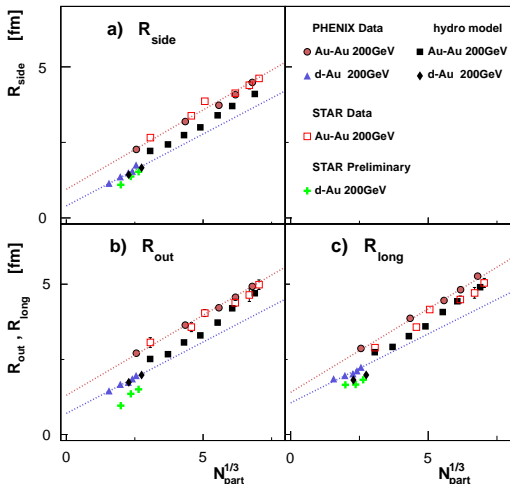 a) R_side
R_side [fm]
5
0
PHENIX Data hydro model
Au-Au 200GeV Au-Au 200GeV
d-Au 200GeV d-Au 200GeV
STAR Data
Au-Au 200GeV
STAR Preliminary
d-Au 200GeV
b) R_out
c) R_long
R_out , R_long [fm]
5
0
0 5
0 5
N_part^1/3
N_part^1/3